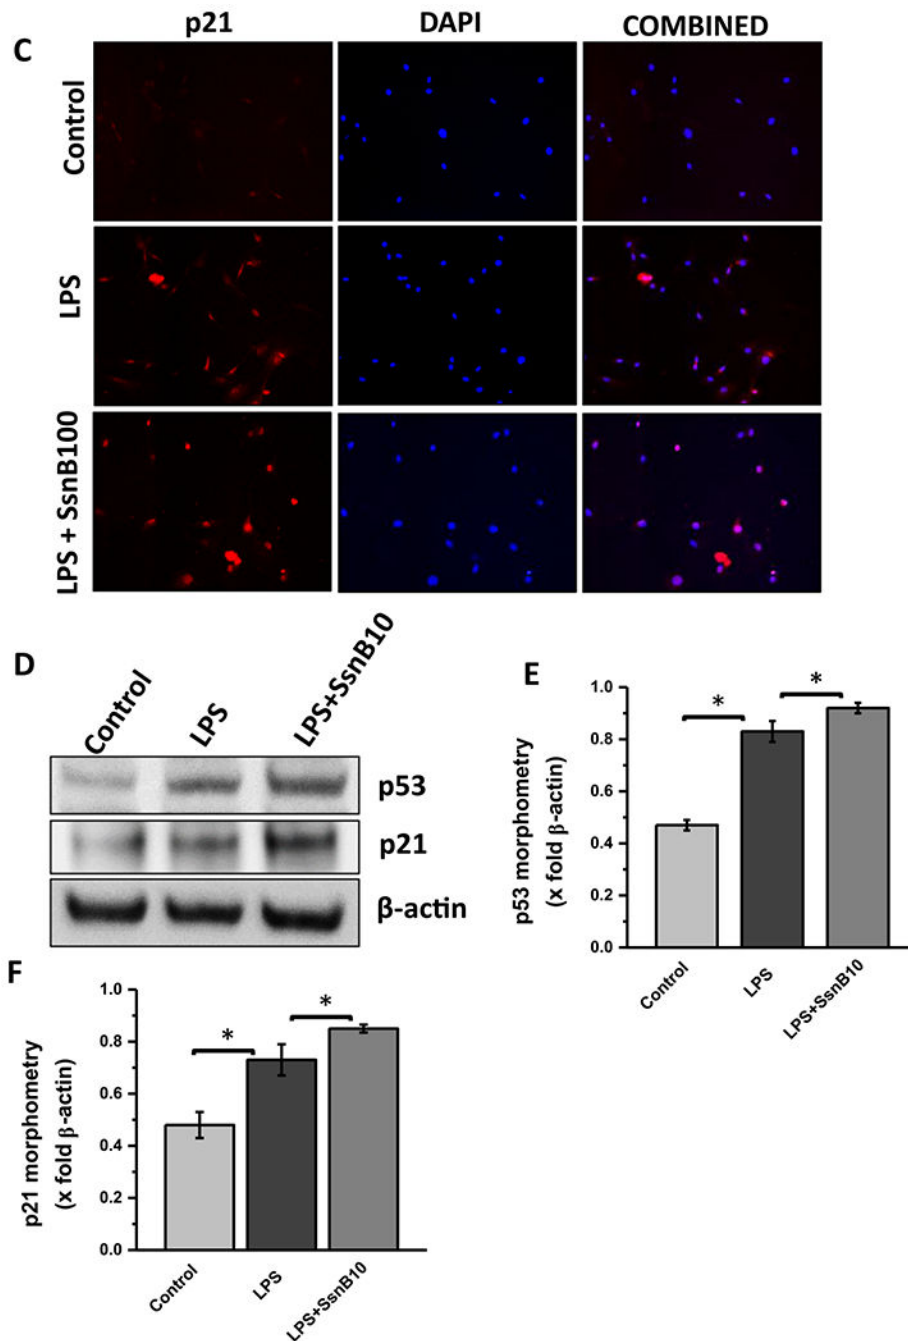 C
p21 DAPI COMBINED
Control
LPS
LPS + SsnB100
D
Control LPS LPS+SsnB10
p53
p21
β-actin
E
p53 morphometry
(x fold β-actin)
1.0
0.8
0.6
0.4
0.2
0.0
* *
Control LPS LPS+SsnB10
F
p21 morphometry
(x fold β-actin)
1.0
0.8
0.6
0.4
0.2
0.0
* *
Control LPS LPS+SsnB10